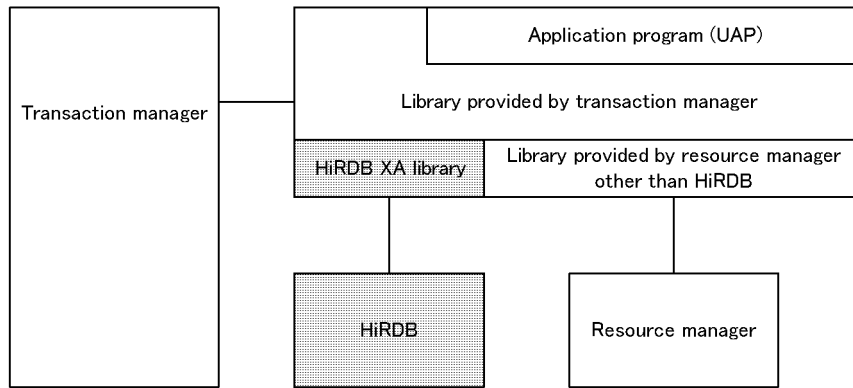 Application program (UAP)
Transaction manager
Library provided by transaction manager
HiRDB XA library
Library provided by resource manager
other than HiRDB
HiRDB
Resource manager